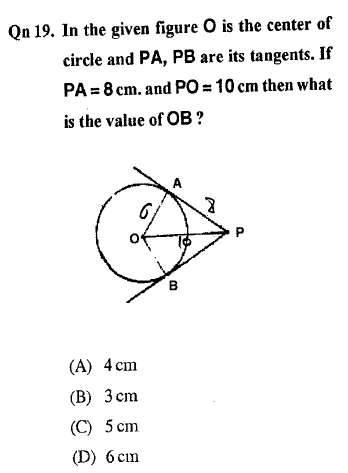 Qn 19. In the given figure O is the center of
circle and PA, PB are its tangents. If
PA = 8 cm. and PO = 10 cm then what
is the value of OB ?
A
6
8
O
10
P
B
(A) 4 cm
(B) 3 cm
(C) 5 cm
(D) 6 cm